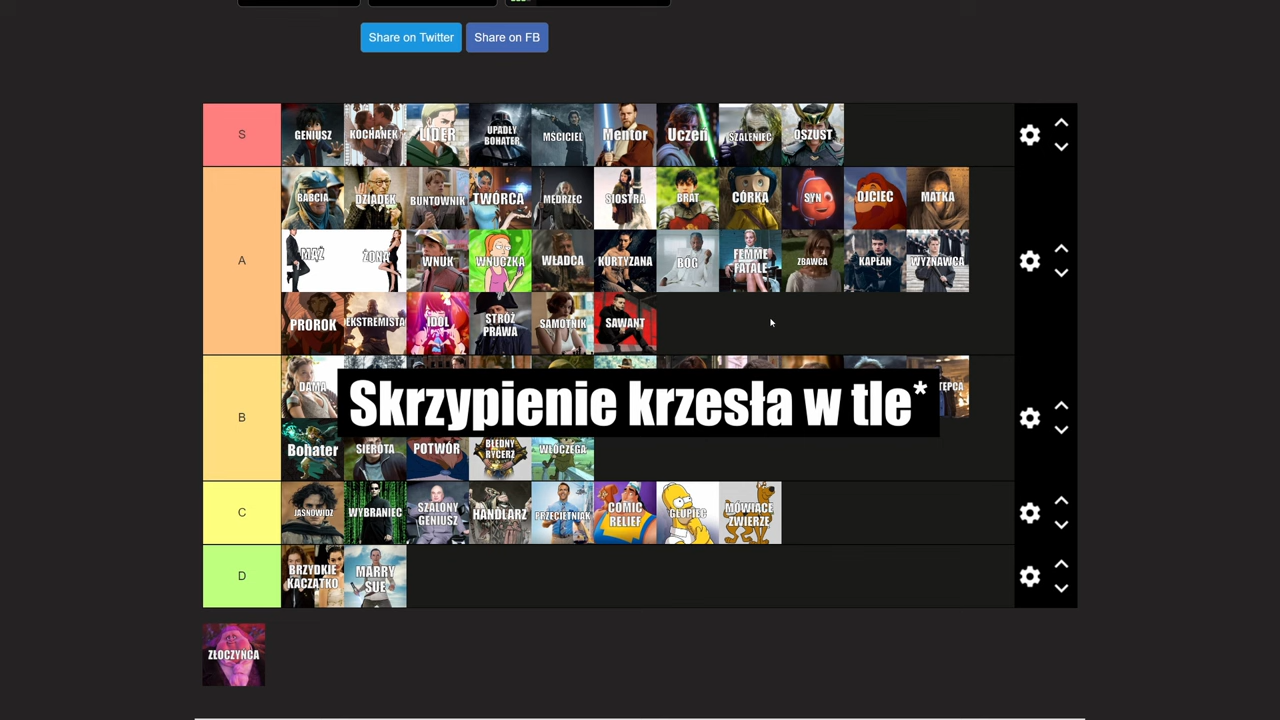 Share on Twitter Share on FB
S GENIUSZ KOCHANEK LIDER UPADŁY BOHATER MŚCICIEL Mentor Uczeń SZALENIEC OSZUST
BABCIA DZIADEK BUNTOWNIK TWÓRCA MĘDRZEC SIOSTRA BRAT CÓRKA SYN OJCIEC MATKA
A MĄŻ ŻONA WNUK WNUCZKA WŁADCA KURTYZANA BÓG FEMME FATALE ZBAWCA KAPŁAN WYZNAWCA
PROROK EKSTREMISTA IDOL STRÓŻ PRAWA SAMOTNIK SAWANT
DAMA
Skrzypienie krzesła w tle*
B Bohater SIEROTA POTWÓR BŁĘDNY RYCERZ WŁÓCZĘGA
C JASNOWIDZ WYBRANIEC SZALONY GENIUSZ HANDLARZ PRZECIĘTNIAK COMIC RELIEF GŁUPIEC MÓWIĄCE ZWIERZE
D BRZYDKIE KACZĄTKO MARRY SUE
ZŁOCZYŃCA